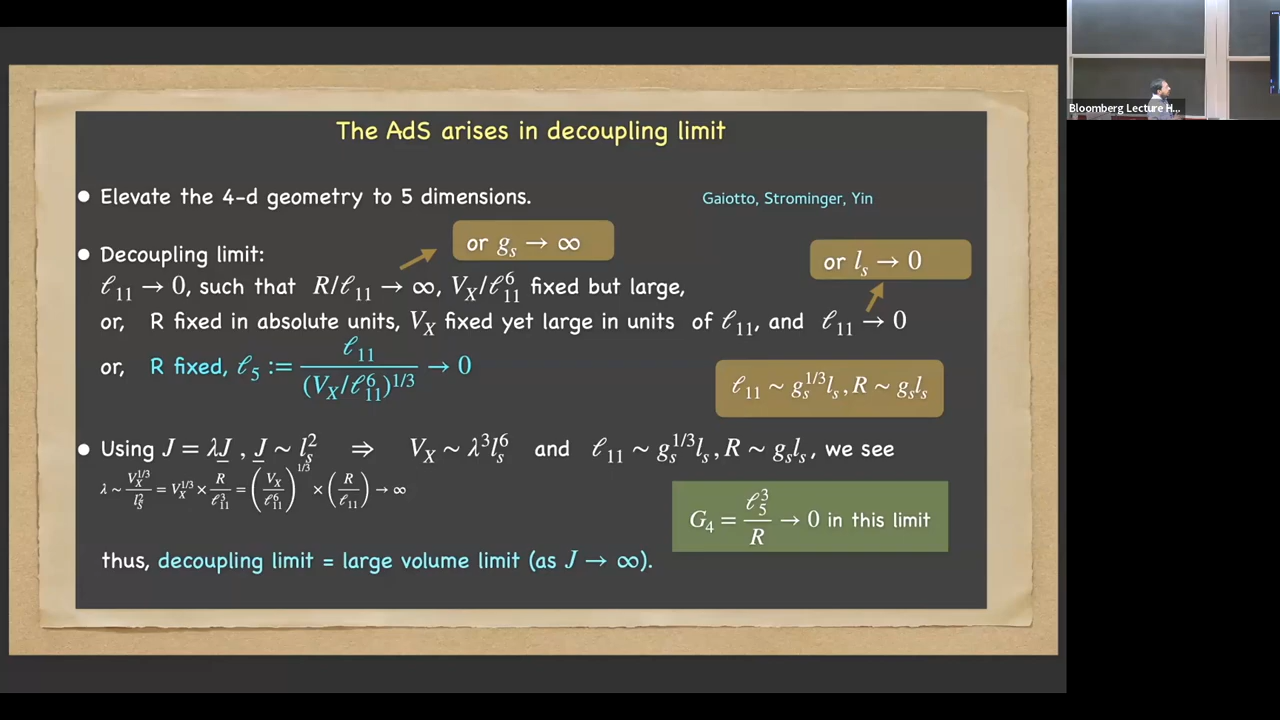 The AdS arises in decoupling limit
● Elevate the 4-d geometry to 5 dimensions.
Gaiotto, Strominger, Yin
● Decoupling limit:
or g_s → ∞
or l_s → 0
ℓ_11 → 0, such that R/ℓ_11 → ∞, V_X/ℓ_11^6 fixed but large,
or, R fixed in absolute units, V_X fixed yet large in units of ℓ_11, and ℓ_11 → 0
or, R fixed, ℓ_5 := ℓ_11 / (V_X/ℓ_11^6)^{1/3} → 0
ℓ_11 ~ g_s^{1/3} l_s, R ~ g_s l_s
● Using J = λJ , J ~ l_s^2 ⇒ V_X ~ λ^3 l_s^6 and ℓ_11 ~ g_s^{1/3} l_s, R ~ g_s l_s, we see
λ ~ V_X^{1/3} / l_s^2 = V_X^{1/3} × R / ℓ_11^3 = (V_X / ℓ_11^6)^{1/3} × (R / ℓ_11) → ∞
G_4 = ℓ_5^3 / R → 0 in this limit
thus, decoupling limit = large volume limit (as J → ∞).
Bloomberg Lecture H...